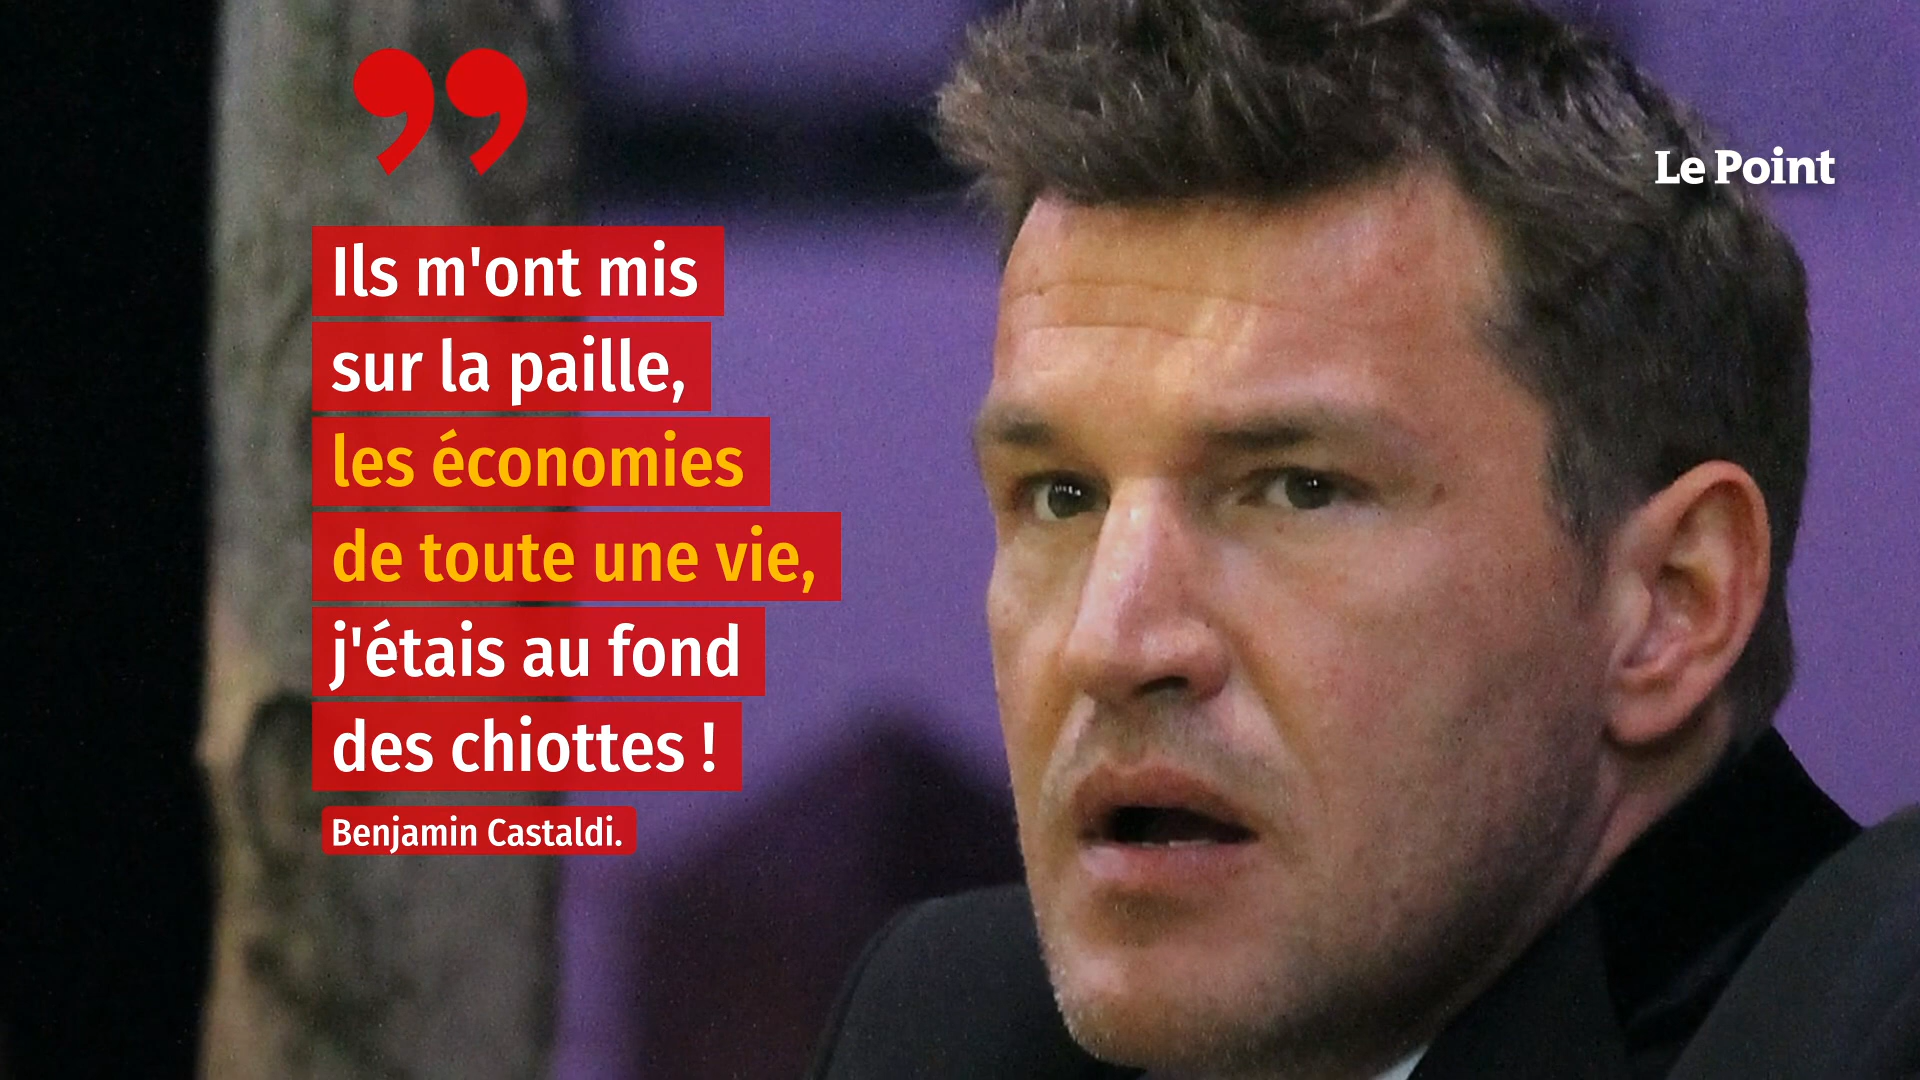 Le Point
Ils m'ont mis
sur la paille,
les économies
de toute une vie,
j'étais au fond
des chiottes !
Benjamin Castaldi.